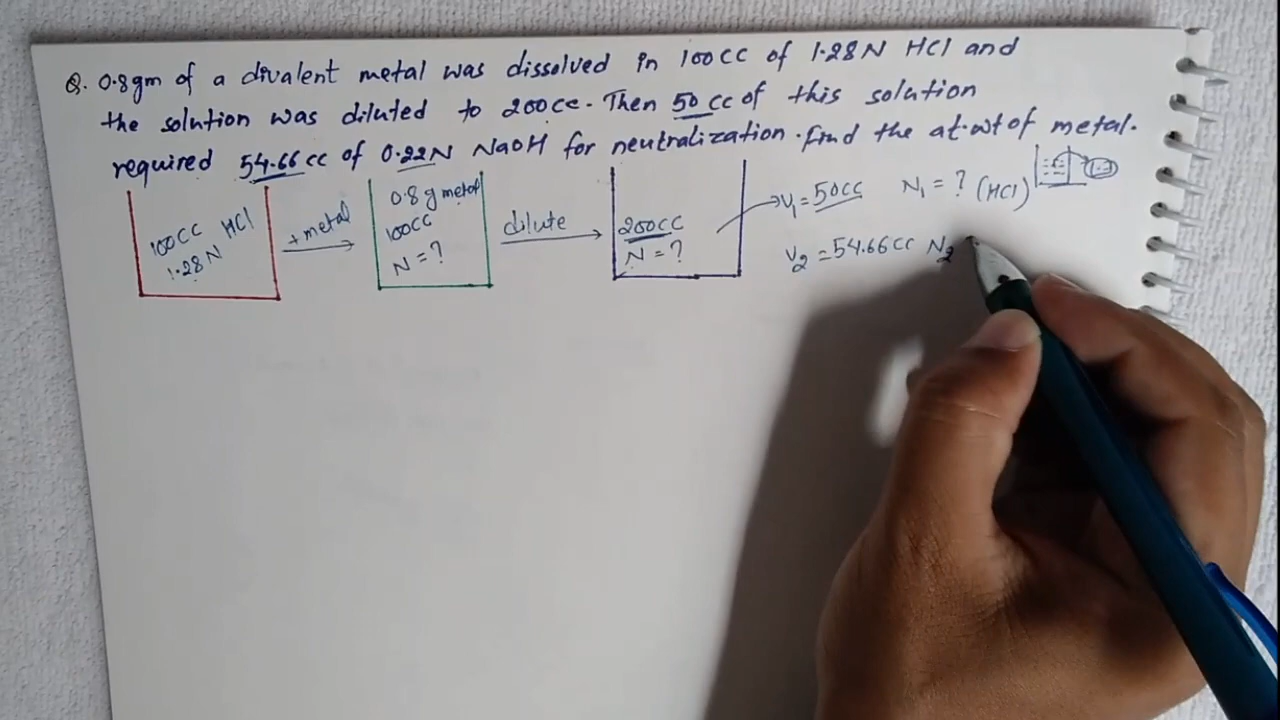 Q. 0.8gm of a divalent metal was dissolved in 100CC of 1.28N HCl and
the solution was diluted to 200cc. Then 50 cc of this solution
required 54.66cc of 0.22N NaOH for neutralization. find the at.wt of metal.
100CC HCl
1.28N
+metal
0.8g metal
100CC
N=?
dilute
200CC
N=?
V1=50CC N1=? (HCl)
V2=54.66CC N2